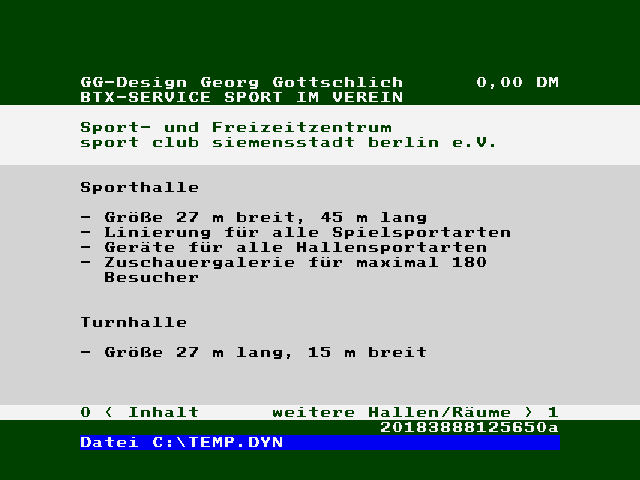 GG-Design Georg Gottschlich 0,00 DM
BTX-SERVICE SPORT IM VEREIN
Sport- und Freizeitzentrum
sport club siemensstadt berlin e.V.
Sporthalle
- Größe 27 m breit, 45 m lang
- Linierung für alle Spielsportarten
- Geräte für alle Hallensportarten
- Zuschauergalerie für maximal 180
Besucher
Turnhalle
- Größe 27 m lang, 15 m breit
0 < Inhalt weitere Hallen/Räume > 1
20183888125650a
Datei C:\TEMP.DYN